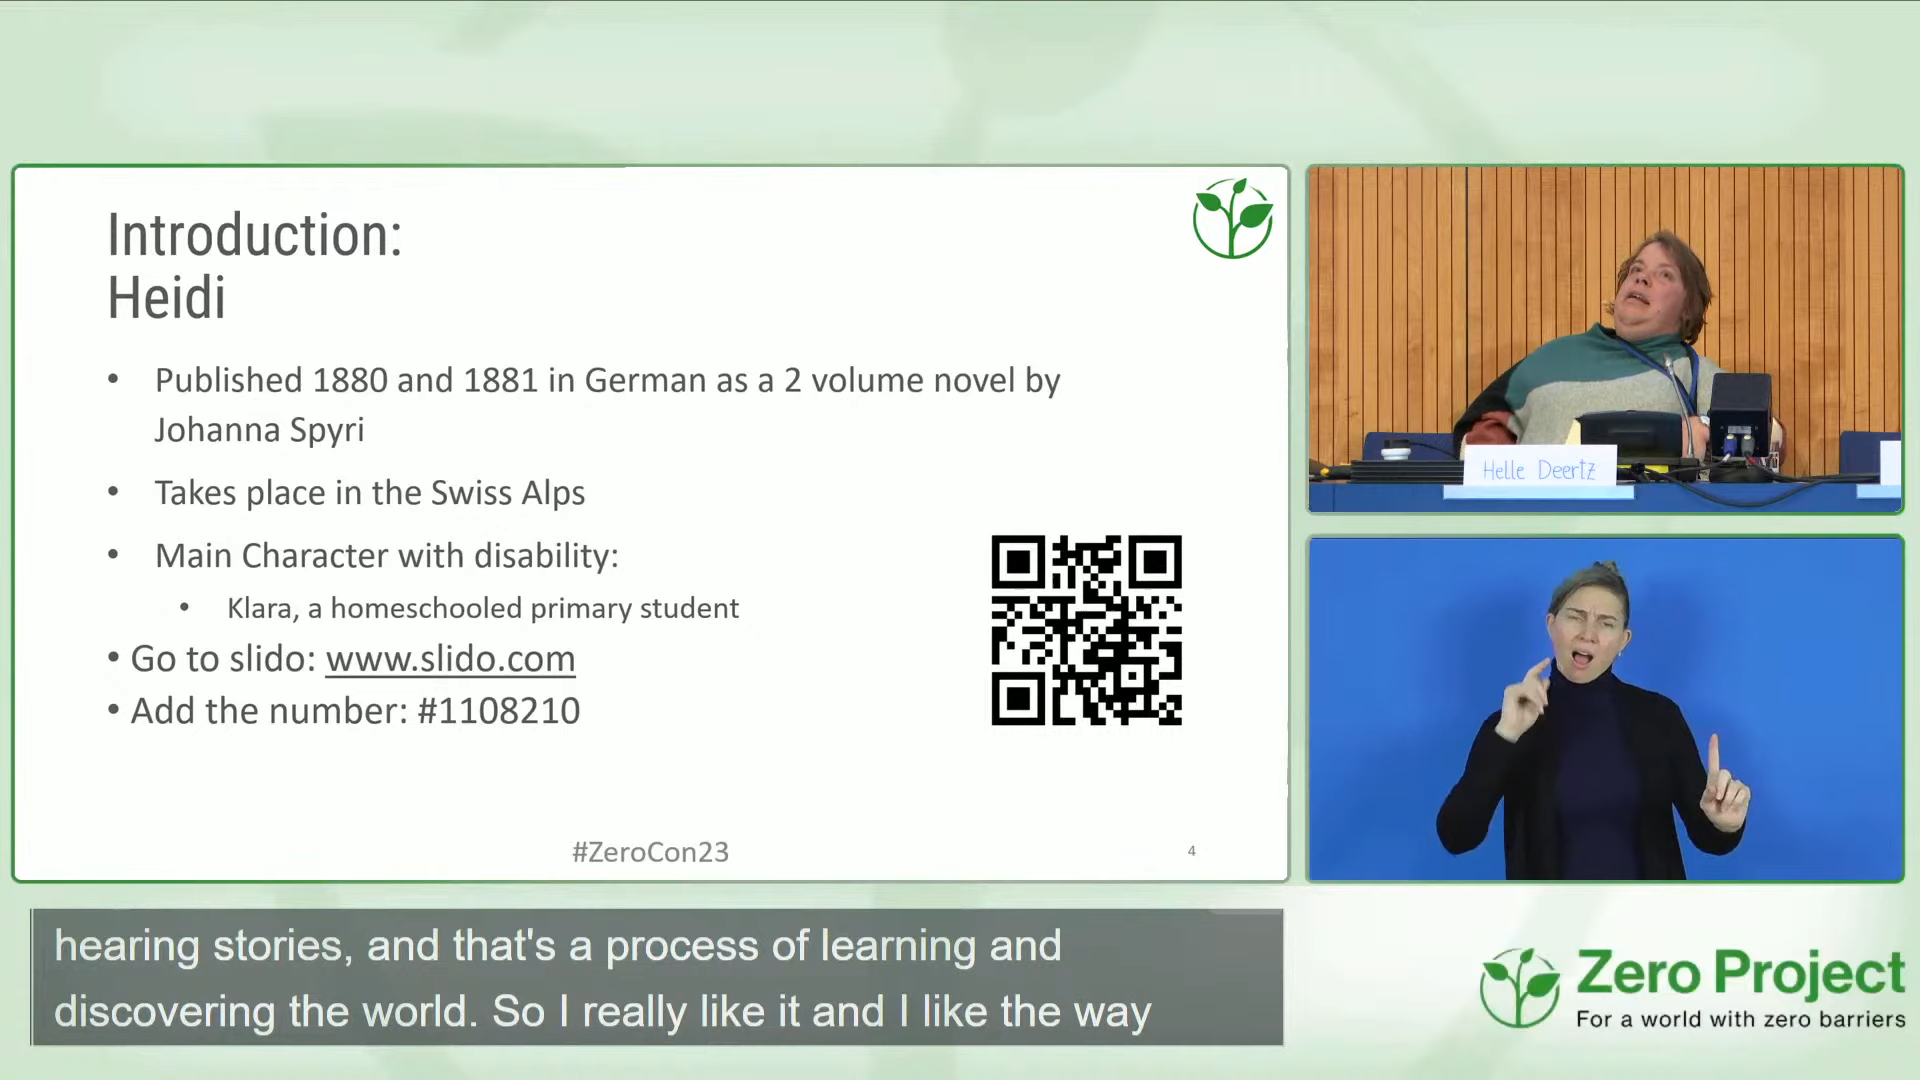 Introduction:
Heidi
• Published 1880 and 1881 in German as a 2 volume novel by
Johanna Spyri
• Takes place in the Swiss Alps
• Main Character with disability:
• Klara, a homeschooled primary student
• Go to slido: www.slido.com
• Add the number: #1108210
#ZeroCon23
4
Helle Deertz
hearing stories, and that's a process of learning and
discovering the world. So I really like it and I like the way
Zero Project
For a world with zero barriers